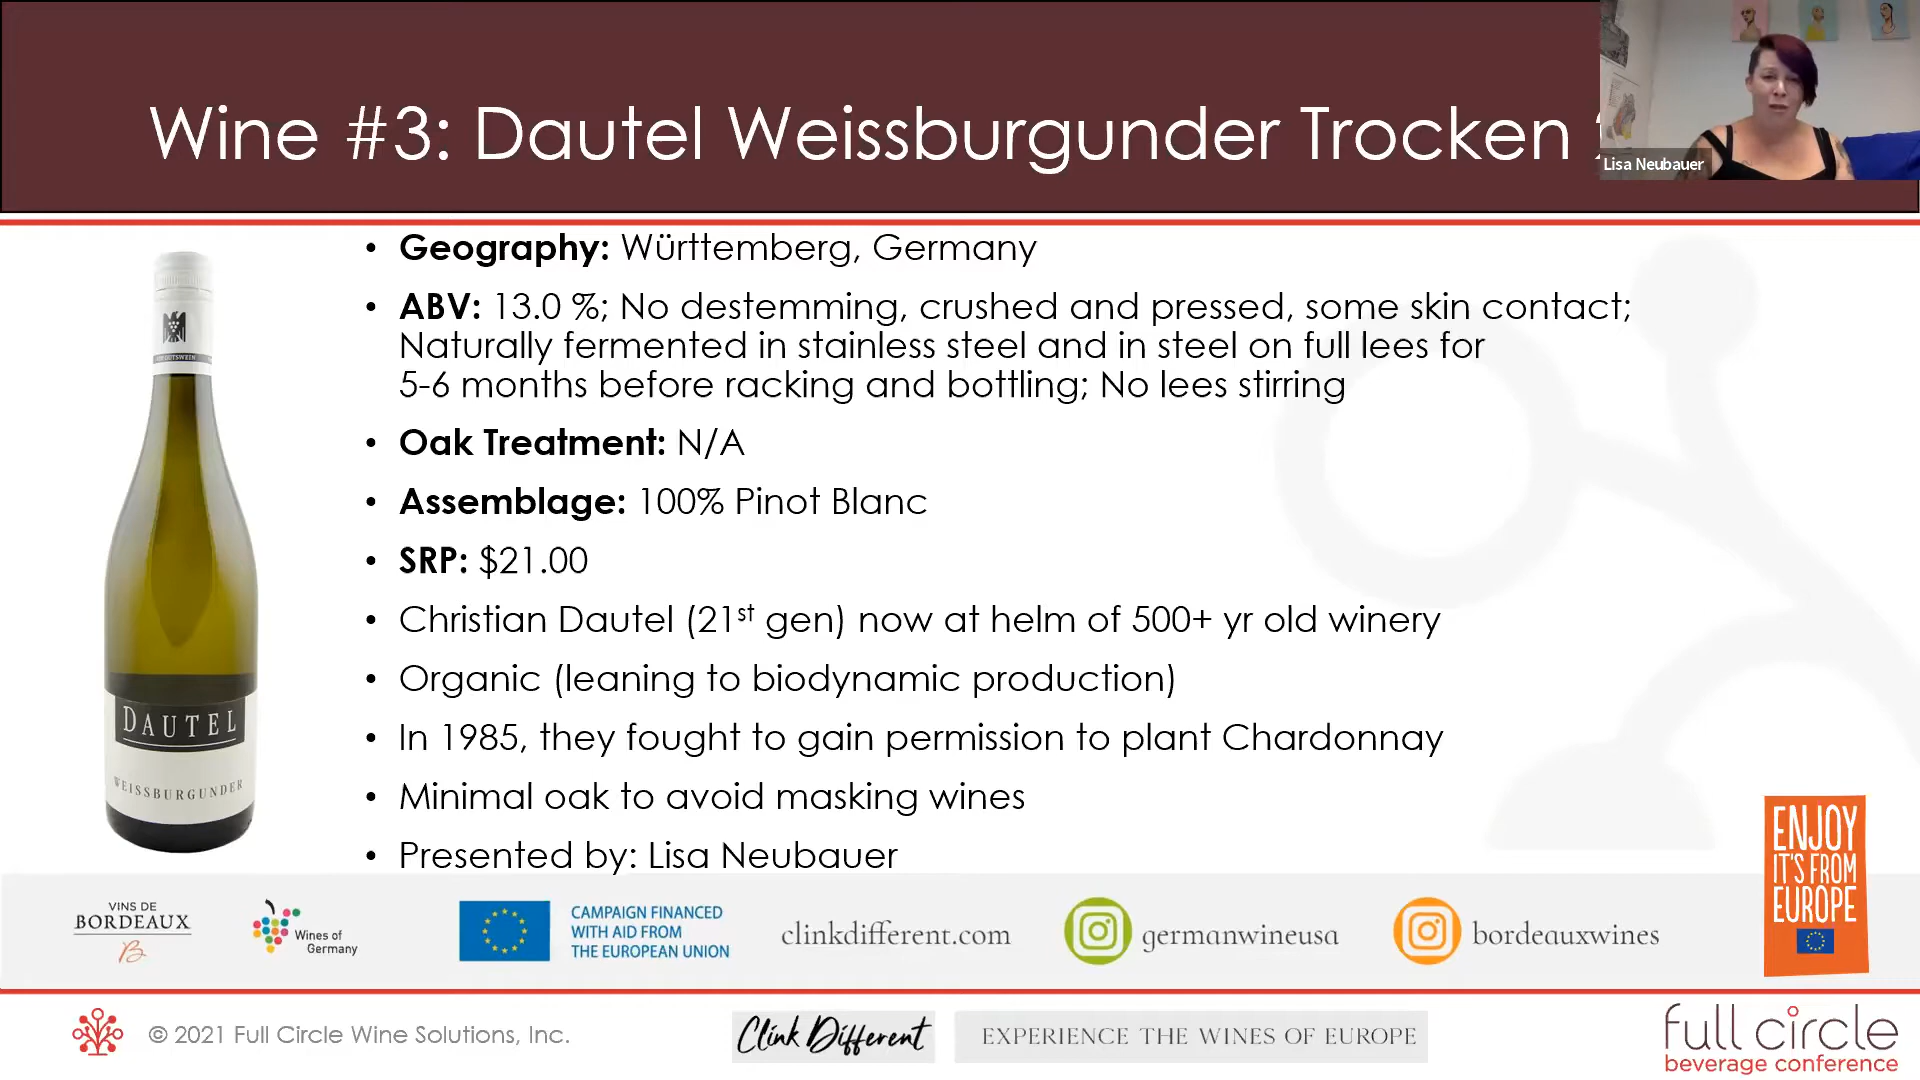 Wine #3: Dautel Weissburgunder Trocken
Lisa Neubauer
• Geography: Württemberg, Germany
• ABV: 13.0 %; No destemming, crushed and pressed, some skin contact;
Naturally fermented in stainless steel and in steel on full lees for
5-6 months before racking and bottling; No lees stirring
• Oak Treatment: N/A
• Assemblage: 100% Pinot Blanc
• SRP: $21.00
• Christian Dautel (21st gen) now at helm of 500+ yr old winery
• Organic (leaning to biodynamic production)
• In 1985, they fought to gain permission to plant Chardonnay
• Minimal oak to avoid masking wines
• Presented by: Lisa Neubauer
DAUTEL
WEISSBURGUNDER
VINS DE
BORDEAUX
B
Wines of
Germany
CAMPAIGN FINANCED
WITH AID FROM
THE EUROPEAN UNION
clinkdifferent.com
germanwineusa
bordeauxwines
ENJOY
IT'S FROM
EUROPE
© 2021 Full Circle Wine Solutions, Inc.
Clink Different
EXPERIENCE THE WINES OF EUROPE
full circle
beverage conference